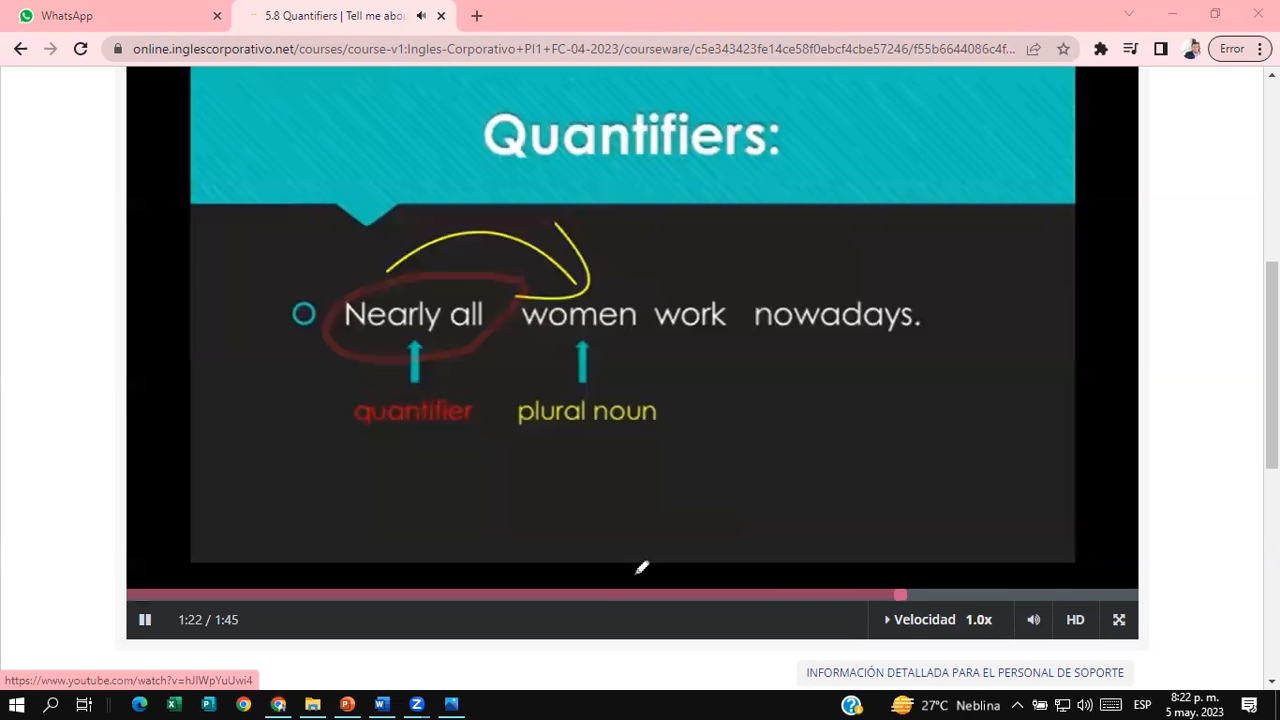 WhatsApp
5.8 Quantifiers | Tell me abou
online.inglescorporativo.net/courses/course-v1:Ingles-Corporativo+PI1+FC-04-2023/courseware/c5e343423fe14ce58f0ebcf4cbe57246/f55b6644086c4f...
Error
Quantifiers:
Nearly all women work nowadays.
quantifier plural noun
1:22 / 1:45
Velocidad 1.0x
HD
INFORMACIÓN DETALLADA PARA EL PERSONAL DE SOPORTE
https://www.youtube.com/watch?v=hJIWpYuUwi4
27°C Neblina
ESP
8:22 p. m.
5 may. 2023